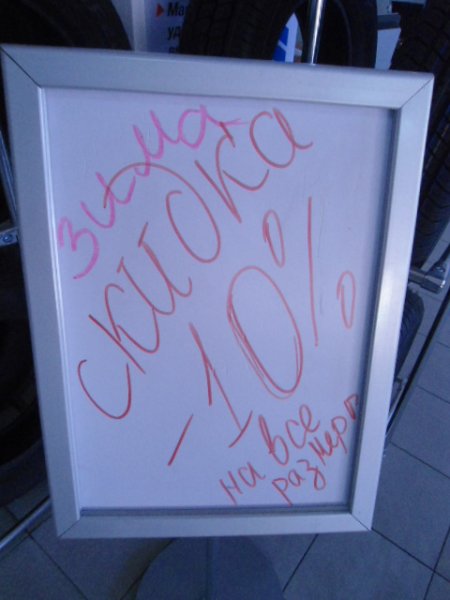 зима
скидка
-10%
на все
размеры